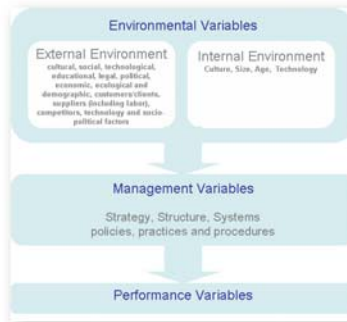 Environmental Variables
External Environment
cultural, social, technological,
educational, legal, political,
economic, ecological and
demographic, customers/clients,
suppliers (including labor),
competitors, technology and socio-
political factors
Internal Environment
Culture, Size, Age, Technology
Management Variables
Strategy, Structure, Systems
policies, practices and procedures
Performance Variables